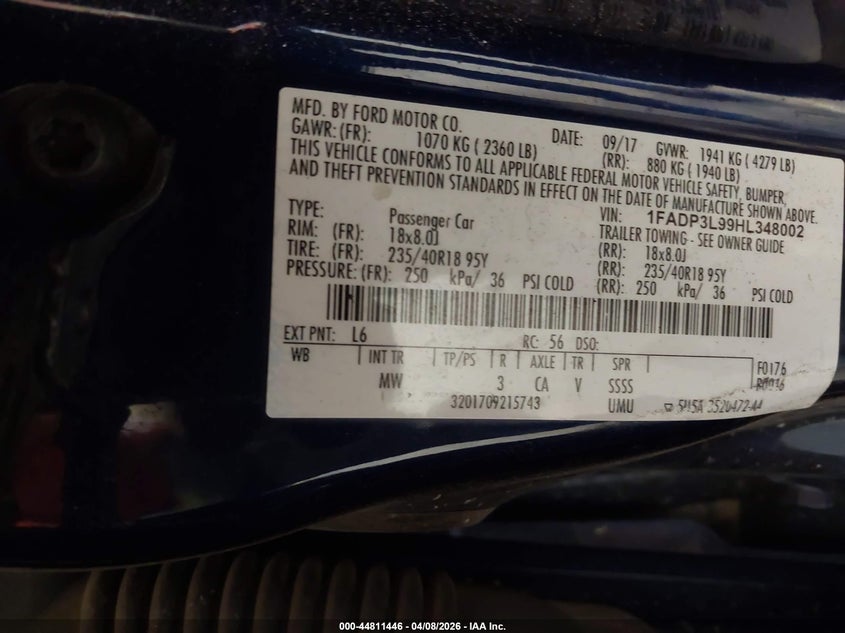 MFD. BY FORD MOTOR CO.
DATE: 09/17 GVWR: 1941 KG ( 4279 LB)
GAWR: (FR): 1070 KG ( 2360 LB) (RR): 880 KG ( 1940 LB)
THIS VEHICLE CONFORMS TO ALL APPLICABLE FEDERAL MOTOR VEHICLE SAFETY, BUMPER,
AND THEFT PREVENTION STANDARDS IN EFFECT ON THE DATE OF MANUFACTURE SHOWN ABOVE.
VIN: 1FADP3L99HL348002
TYPE: Passenger Car TRAILER TOWING - SEE OWNER GUIDE
RIM: (FR): 18x8.0J (RR): 18x8.0J
TIRE: (FR): 235/40R18 95Y (RR): 235/40R18 95Y
PRESSURE: (FR): 250 kPa/ 36 PSI COLD (RR): 250 kPa/ 36 PSI COLD
EXT PNT: L6 RC: 56 DSO:
WB INT TR TP/PS R AXLE TR SPR F0176
MW 3 CA V SSSS
3201709215743 UMU
000-44811446 | 04/08/2026 - IAA Inc.